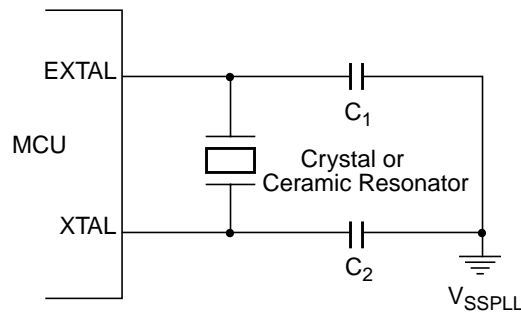 EXTAL
C1
MCU
Crystal or
Ceramic Resonator
XTAL
C2
VSSPLL